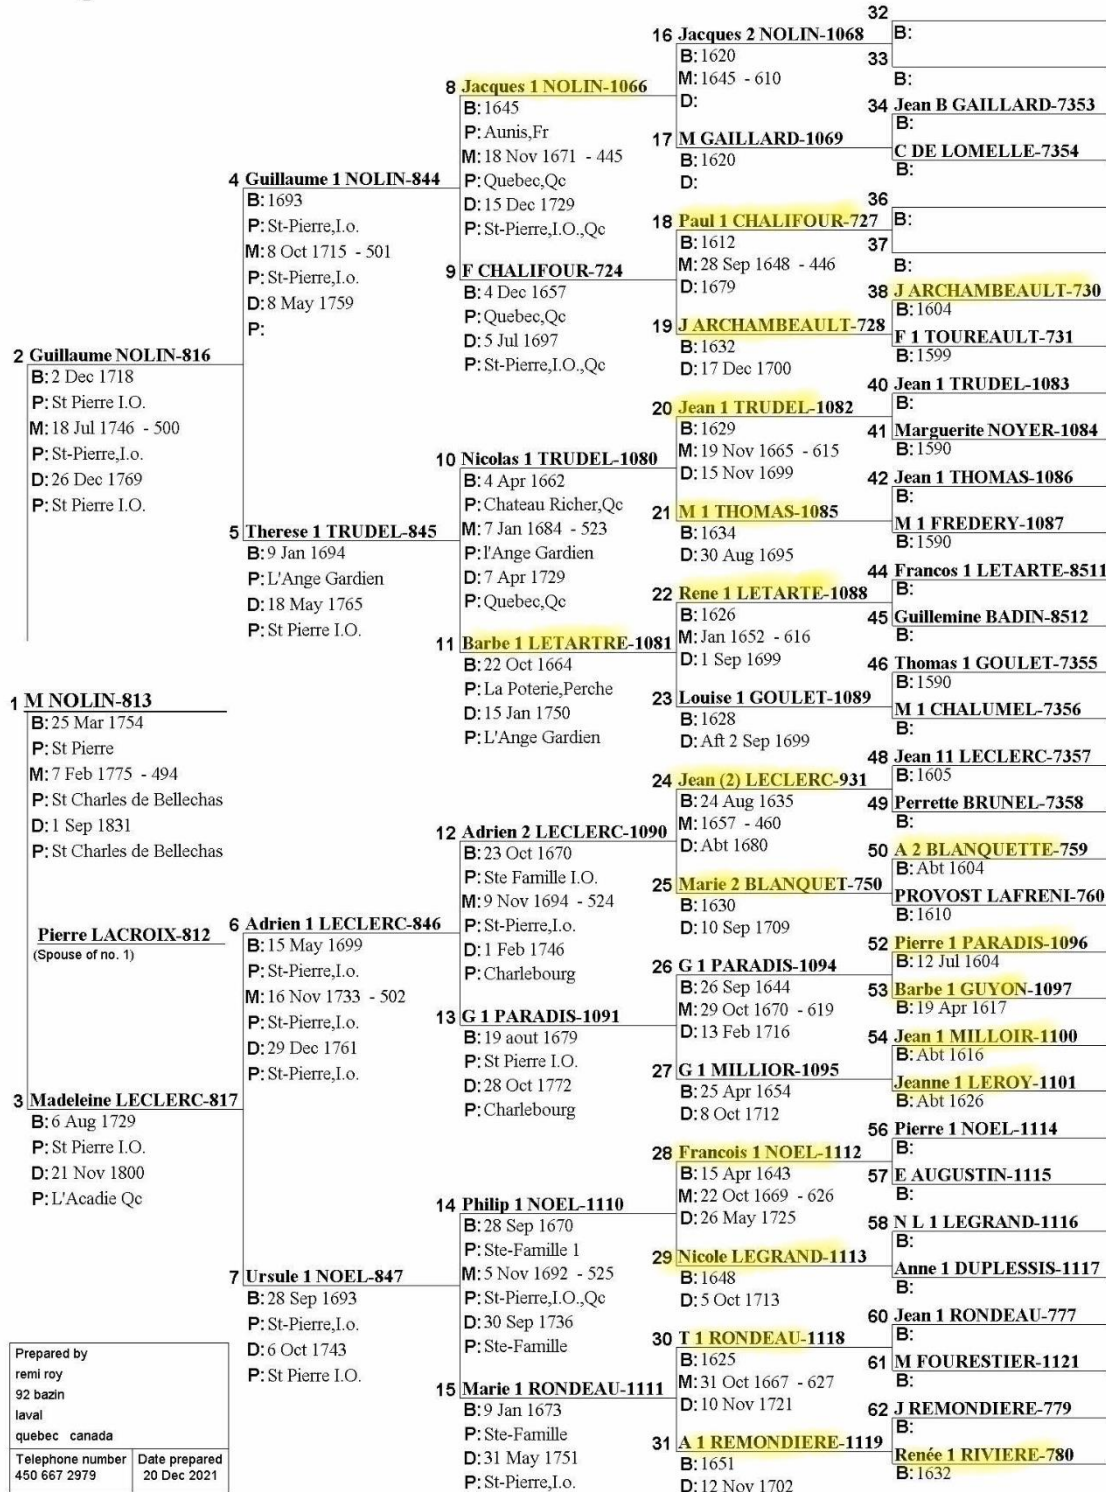 32
B:
16 Jacques 2 NOLIN-1068
B: 1620
M: 1645 - 610
D:
33
B:
8 Jacques 1 NOLIN-1066
B: 1645
P: Aunis,Fr
M: 18 Nov 1671 - 445
P: Quebec,Qc
D: 15 Dec 1729
P: St-Pierre,I.O.,Qc
34 Jean B GAILLARD-7353
B:
17 M GAILLARD-1069
B: 1620
D:
C DE LOMELLE-7354
B:
4 Guillaume 1 NOLIN-844
B: 1693
P: St-Pierre,I.o.
M: 8 Oct 1715 - 501
P: St-Pierre,I.o.
D: 8 May 1759
P:
36
B:
18 Paul 1 CHALIFOUR-727
B: 1612
M: 28 Sep 1648 - 446
D: 1679
37
B:
9 F CHALIFOUR-724
B: 4 Dec 1657
P: Quebec,Qc
D: 5 Jul 1697
P: St-Pierre,I.O.,Qc
38 J ARCHAMBEAULT-730
B: 1604
19 J ARCHAMBEAULT-728
B: 1632
D: 17 Dec 1700
F 1 TOUREAULT-731
B: 1599
2 Guillaume NOLIN-816
B: 2 Dec 1718
P: St Pierre I.O.
M: 18 Jul 1746 - 500
P: St-Pierre,I.o.
D: 26 Dec 1769
P: St Pierre I.O.
40 Jean 1 TRUDEL-1083
B:
20 Jean 1 TRUDEL-1082
B: 1629
M: 19 Nov 1665 - 615
D: 15 Nov 1699
41 Marguerite NOYER-1084
B: 1590
10 Nicolas 1 TRUDEL-1080
B: 4 Apr 1662
P: Chateau Richer,Qc
M: 7 Jan 1684 - 523
P: l'Ange Gardien
D: 7 Apr 1729
P: Quebec,Qc
42 Jean 1 THOMAS-1086
B:
21 M 1 THOMAS-1085
B: 1634
D: 30 Aug 1695
M 1 FREDERY-1087
B: 1590
5 Therese 1 TRUDEL-845
B: 9 Jan 1694
P: L'Ange Gardien
D: 18 May 1765
P: St Pierre I.O.
44 Francos 1 LETARTE-8511
B:
22 Rene 1 LETARTE-1088
B: 1626
M: Jan 1652 - 616
D: 1 Sep 1699
45 Guillemine BADIN-8512
B:
11 Barbe 1 LETARTRE-1081
B: 22 Oct 1664
P: La Poterie,Perche
D: 15 Jan 1750
P: L'Ange Gardien
46 Thomas 1 GOULET-7355
B: 1590
23 Louise 1 GOULET-1089
B: 1628
D: Aft 2 Sep 1699
M 1 CHALUMEL-7356
B:
1 M NOLIN-813
B: 25 Mar 1754
P: St Pierre
M: 7 Feb 1775 - 494
P: St Charles de Bellechas
D: 1 Sep 1831
P: St Charles de Bellechas
48 Jean 11 LECLERC-7357
B: 1605
24 Jean (2) LECLERC-931
B: 24 Aug 1635
M: 1657 - 460
D: Abt 1680
49 Perrette BRUNEL-7358
B:
12 Adrien 2 LECLERC-1090
B: 23 Oct 1670
P: Ste Famille I.O.
M: 9 Nov 1694 - 524
P: St-Pierre,I.o.
D: 1 Feb 1746
P: Charlebourg
50 A 2 BLANQUETTE-759
B: Abt 1604
25 Marie 2 BLANQUET-750
B: 1630
D: 10 Sep 1709
PROVOST LAFRENI-760
B: 1610
Pierre LACROIX-812
(Spouse of no. 1)
6 Adrien 1 LECLERC-846
B: 15 May 1699
P: St-Pierre,I.o.
M: 16 Nov 1733 - 502
P: St-Pierre,I.o.
D: 29 Dec 1761
P: St-Pierre,I.o.
52 Pierre 1 PARADIS-1096
B: 12 Jul 1604
26 G 1 PARADIS-1094
B: 26 Sep 1644
M: 29 Oct 1670 - 619
D: 13 Feb 1716
53 Barbe 1 GUYON-1097
B: 19 Apr 1617
13 G 1 PARADIS-1091
B: 19 aout 1679
P: St Pierre I.O.
D: 28 Oct 1772
P: Charlebourg
54 Jean 1 MILLOIR-1100
B: Abt 1616
27 G 1 MILLIOR-1095
B: 25 Apr 1654
D: 8 Oct 1712
Jeanne 1 LEROY-1101
B: Abt 1626
3 Madeleine LECLERC-817
B: 6 Aug 1729
P: St Pierre I.O.
D: 21 Nov 1800
P: L'Acadie Qc
56 Pierre 1 NOEL-1114
B:
28 Francois 1 NOEL-1112
B: 15 Apr 1643
M: 22 Oct 1669 - 626
D: 26 May 1725
57 E AUGUSTIN-1115
B:
14 Philip 1 NOEL-1110
B: 28 Sep 1670
P: Ste-Famille 1
M: 5 Nov 1692 - 525
P: St-Pierre,I.O.,Qc
D: 30 Sep 1736
P: Ste-Famille
58 N L 1 LEGRAND-1116
B:
29 Nicole LEGRAND-1113
B: 1648
D: 5 Oct 1713
Anne 1 DUPLESSIS-1117
B:
7 Ursule 1 NOEL-847
B: 28 Sep 1693
P: St-Pierre,I.o.
D: 6 Oct 1743
P: St Pierre I.O.
60 Jean 1 RONDEAU-777
B:
30 T 1 RONDEAU-1118
B: 1625
M: 31 Oct 1667 - 627
D: 10 Nov 1721
61 M FOURESTIER-1121
B:
15 Marie 1 RONDEAU-1111
B: 9 Jan 1673
P: Ste-Famille
D: 31 May 1751
P: St-Pierre,I.o.
62 J REMONDIERE-779
B:
31 A 1 REMONDIERE-1119
B: 1651
D: 12 Nov 1702
Renée 1 RIVIERE-780
B: 1632
Prepared by
remi roy
92 bazin
laval
quebec canada
Telephone number
450 667 2979
Date prepared
20 Dec 2021